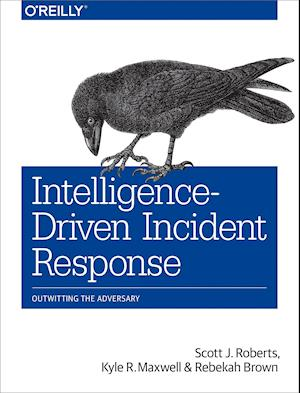 O'REILLY®
Intelligence-
Driven Incident
Response
OUTWITTING THE ADVERSARY
Scott J. Roberts,
Kyle R. Maxwell & Rebekah Brown